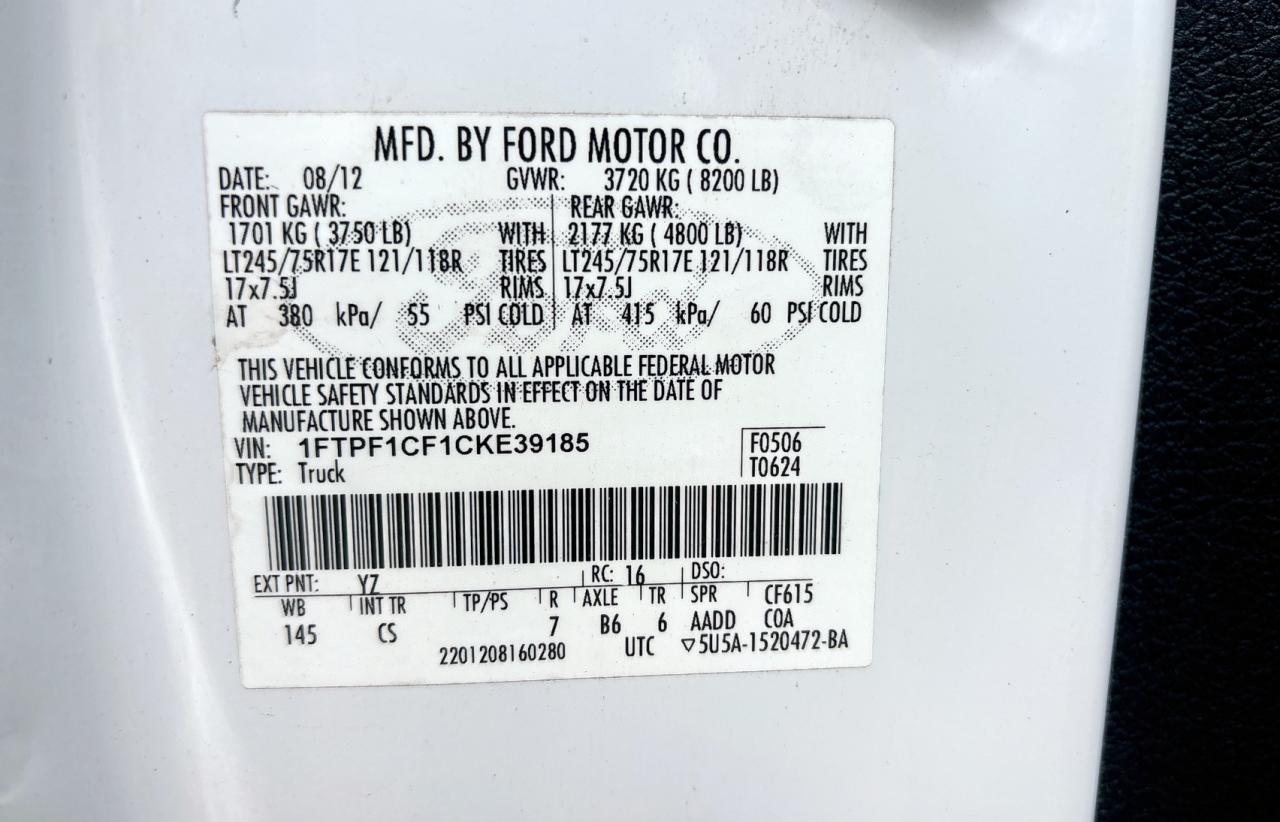 MFD. BY FORD MOTOR CO.
DATE: 08/12 GVWR: 3720 KG ( 8200 LB)
FRONT GAWR: REAR GAWR:
1701 KG ( 3750 LB) WITH 2177 KG ( 4800 LB) WITH
LT245/75R17E 121/118R TIRES LT245/75R17E 121/118R TIRES
17x7.5J RIMS 17x7.5J RIMS
AT 380 kPa/ 55 PSI COLD AT 415 kPa/ 60 PSI COLD
THIS VEHICLE CONFORMS TO ALL APPLICABLE FEDERAL MOTOR
VEHICLE SAFETY STANDARDS IN EFFECT ON THE DATE OF
MANUFACTURE SHOWN ABOVE.
VIN: 1FTPF1CF1CKE39185 F0506
TYPE: Truck T0624
EXT PNT: YZ RC: 16 DSO:
WB INT TR TP/PS R AXLE TR SPR CF615
145 CS 7 B6 6 AADD COA
2201208160280 UTC ▽5U5A-1520472-BA